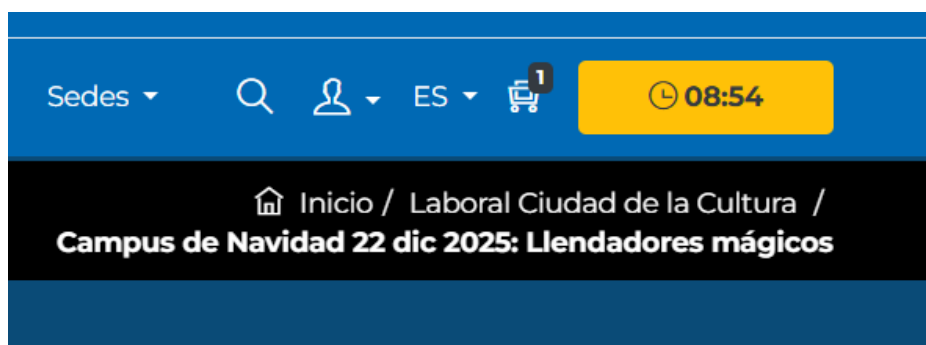 Sedes ES 1 08:54
Inicio / Laboral Ciudad de la Cultura /
Campus de Navidad 22 dic 2025: Llendadores mágicos